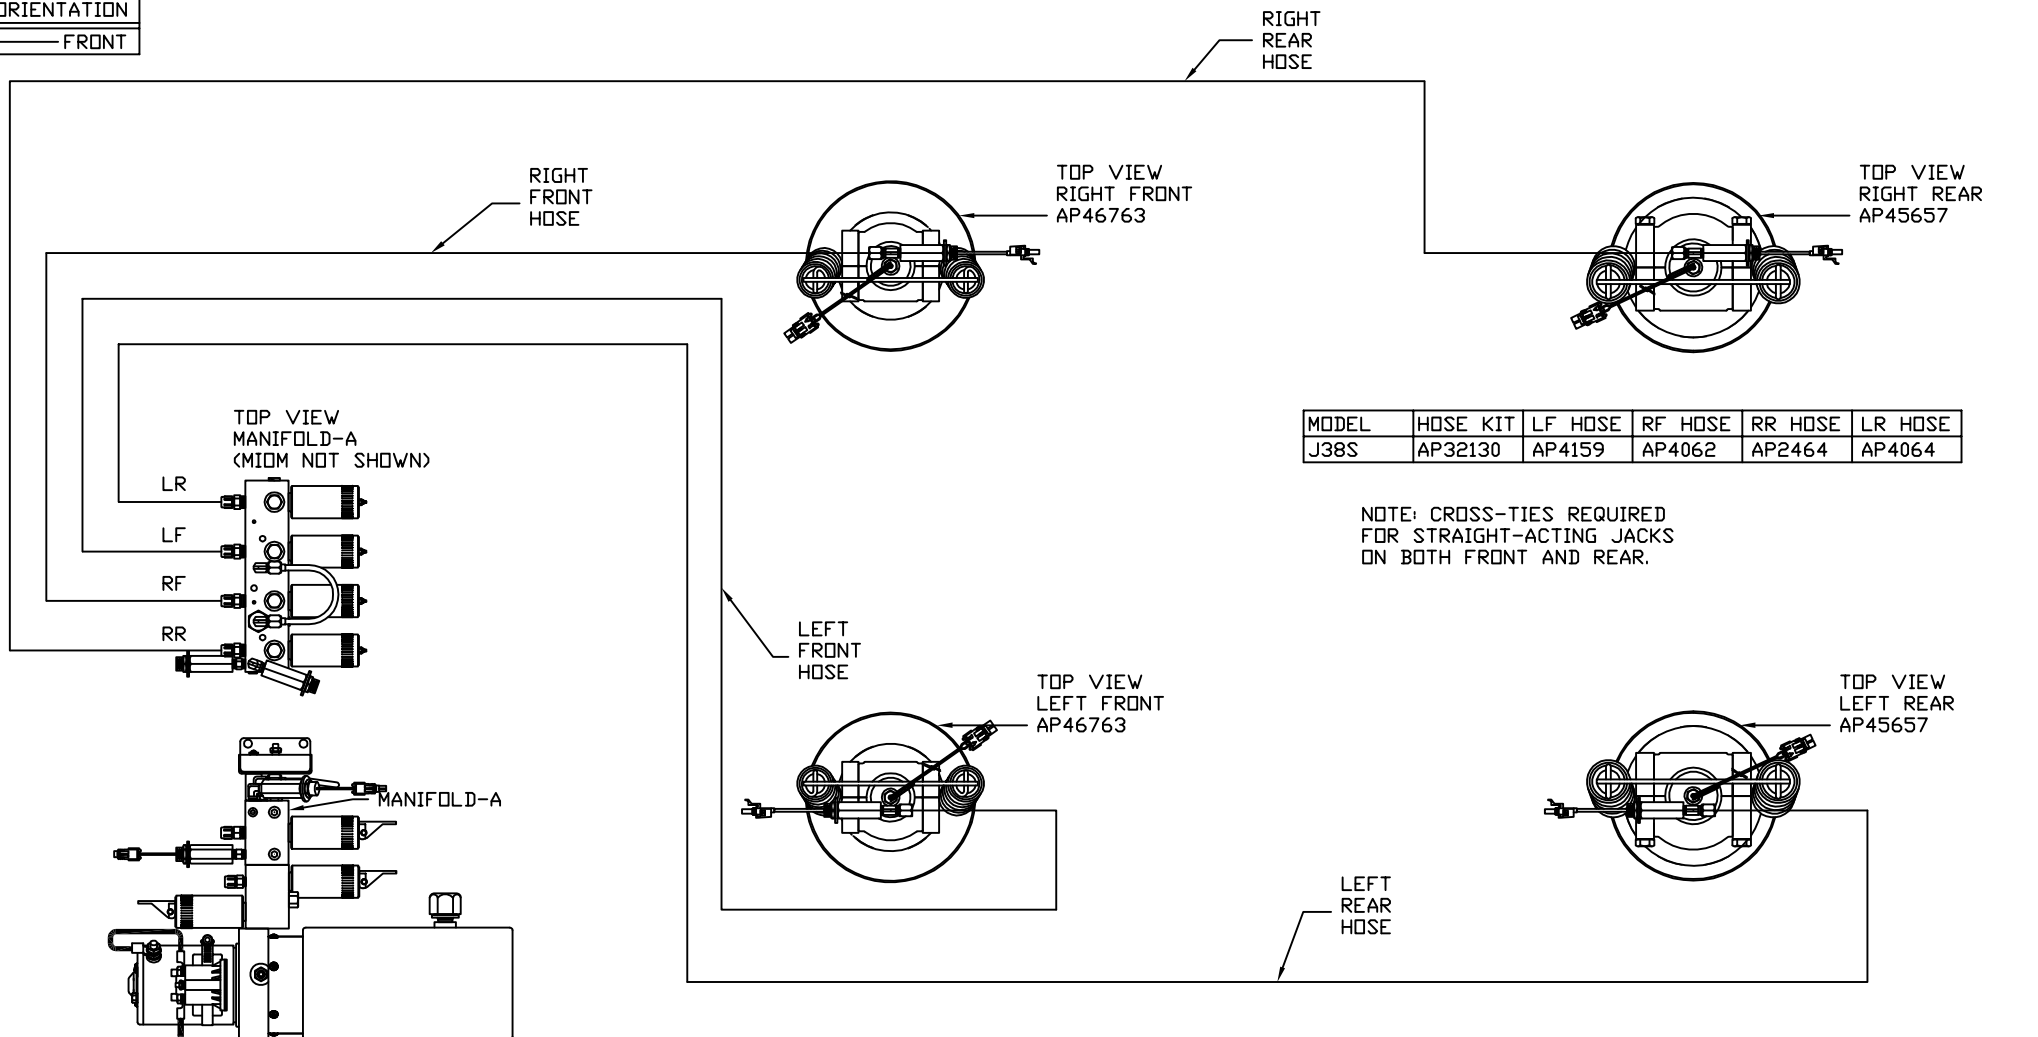 ORIENTATION
FRONT
RIGHT
REAR
HOSE
RIGHT
FRONT
HOSE
TOP VIEW
RIGHT FRONT
AP46763
TOP VIEW
RIGHT REAR
AP45657
TOP VIEW
MANIFOLD-A
(MIOM NOT SHOWN)
LR
LF
RF
RR
MODEL HOSE KIT LF HOSE RF HOSE RR HOSE LR HOSE
J38S AP32130 AP4159 AP4062 AP2464 AP4064
NOTE: CROSS-TIES REQUIRED
FOR STRAIGHT-ACTING JACKS
ON BOTH FRONT AND REAR.
LEFT
FRONT
HOSE
TOP VIEW
LEFT FRONT
AP46763
TOP VIEW
LEFT REAR
AP45657
MANIFOLD-A
LEFT
REAR
HOSE